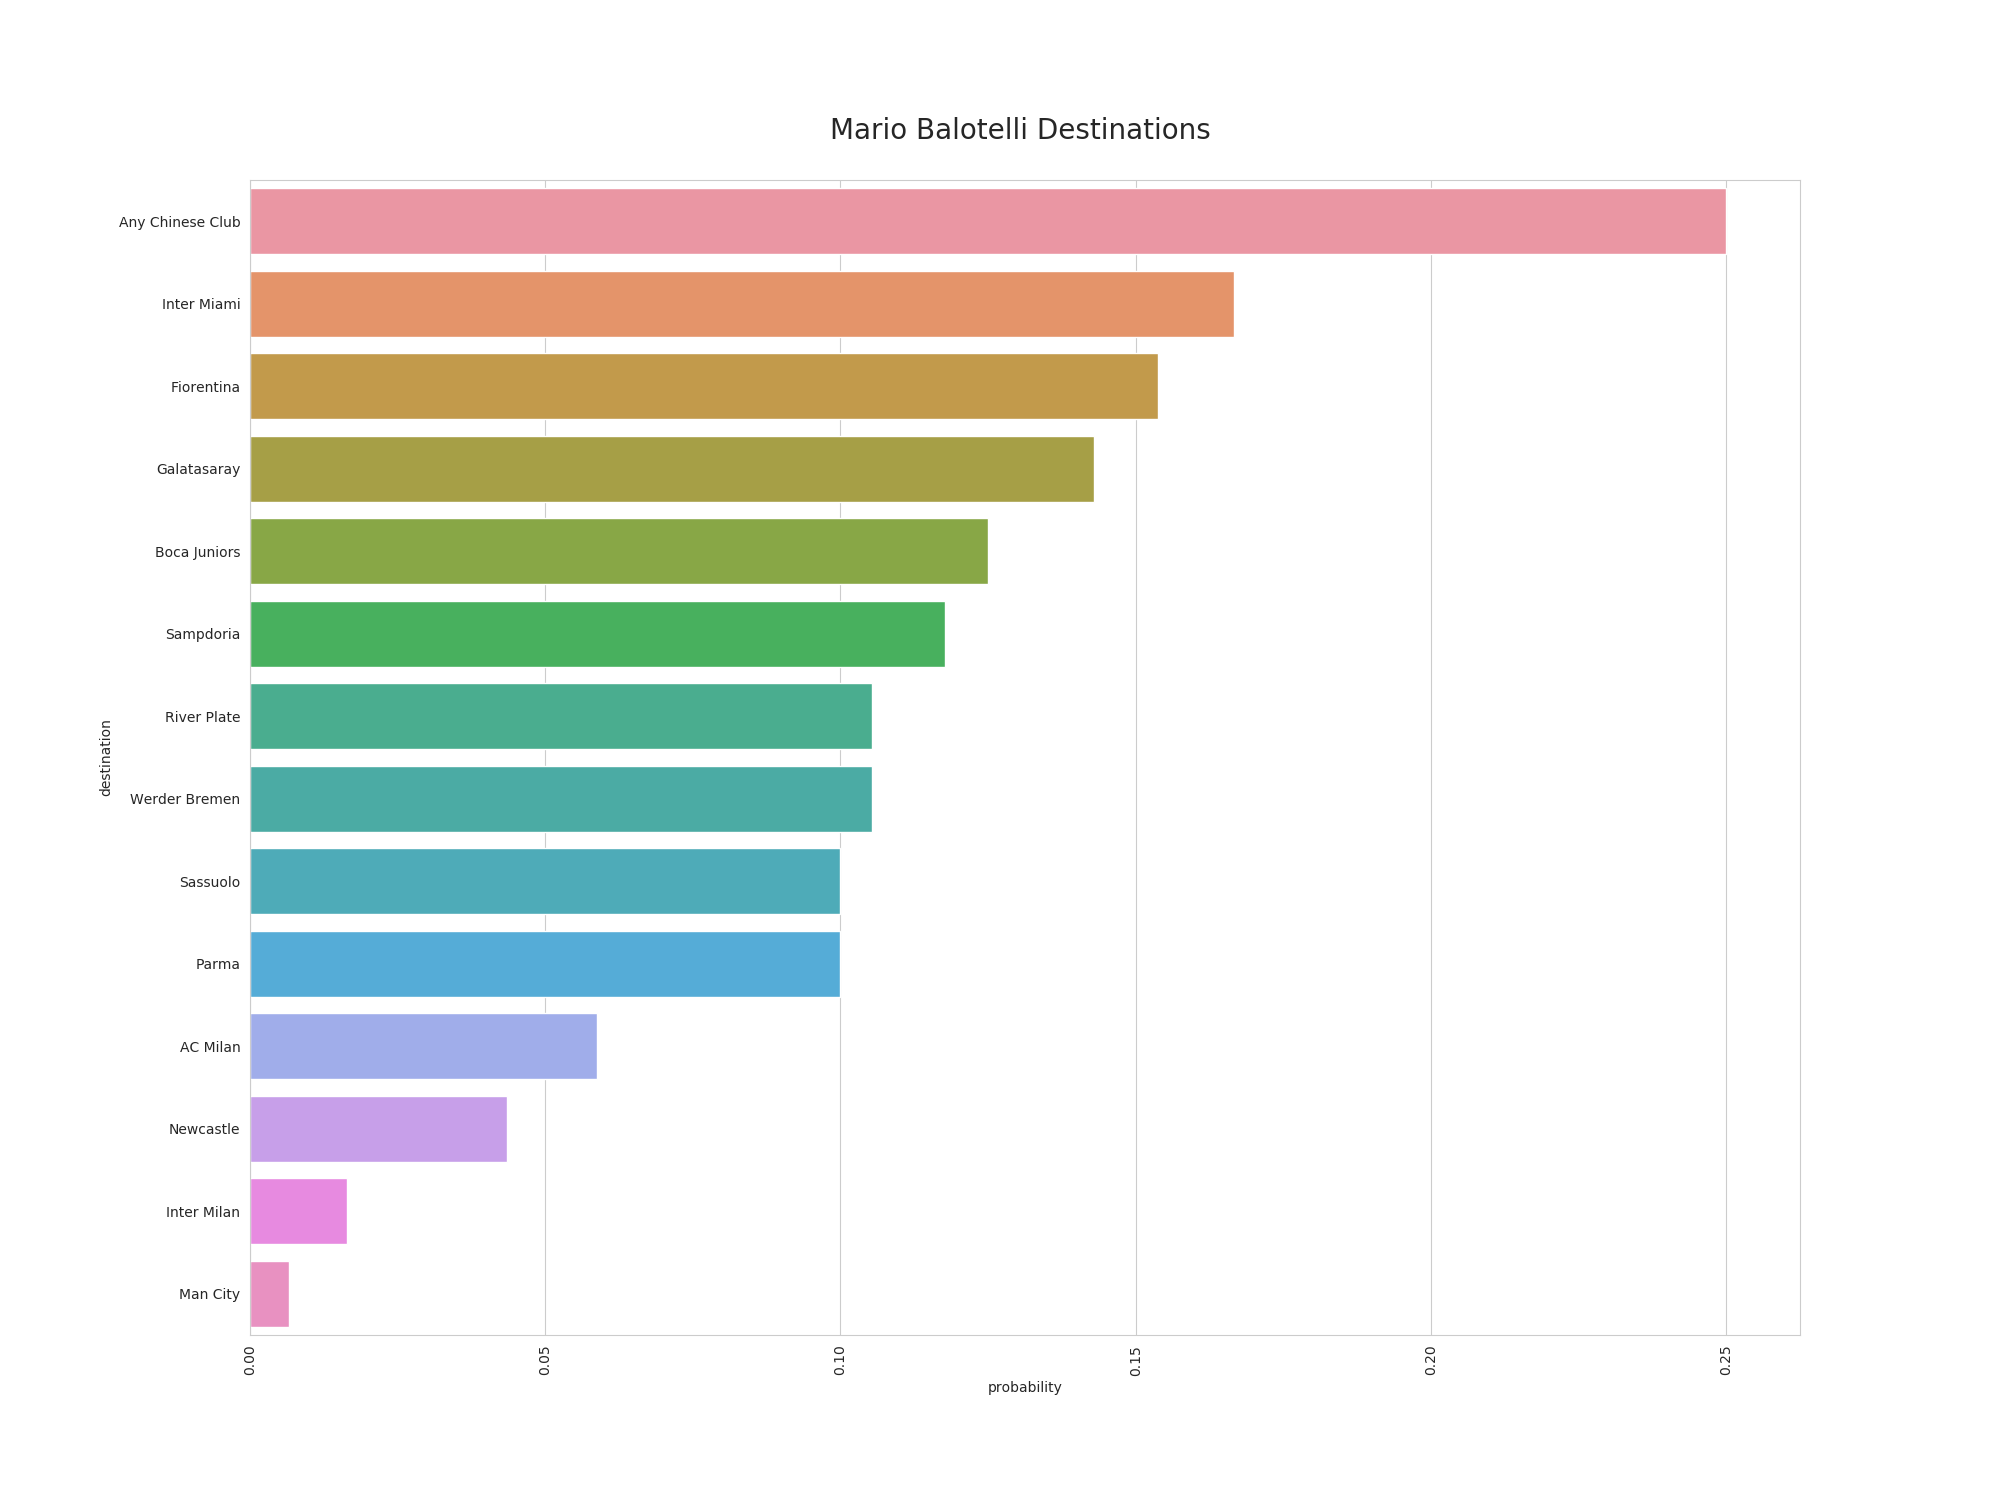 Mario Balotelli Destinations
Any Chinese Club
Inter Miami
Fiorentina
Galatasaray
Boca Juniors
Sampdoria
River Plate
Werder Bremen
Sassuolo
Parma
AC Milan
Newcastle
Inter Milan
Man City
destination
0.00
0.05
0.10
0.15
0.20
0.25
probability